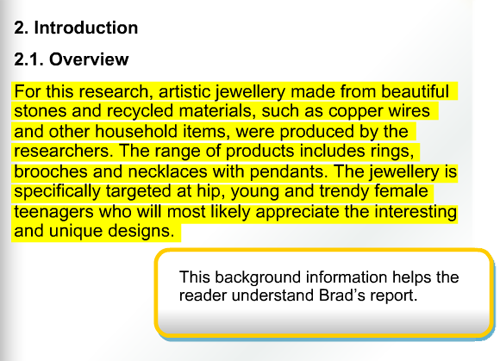 2. Introduction
2.1. Overview
For this research, artistic jewellery made from beautiful
stones and recycled materials, such as copper wires
and other household items, were produced by the
researchers. The range of products includes rings,
brooches and necklaces with pendants. The jewellery is
specifically targeted at hip, young and trendy female
teenagers who will most likely appreciate the interesting
and unique designs.
This background information helps the
reader understand Brad’s report.